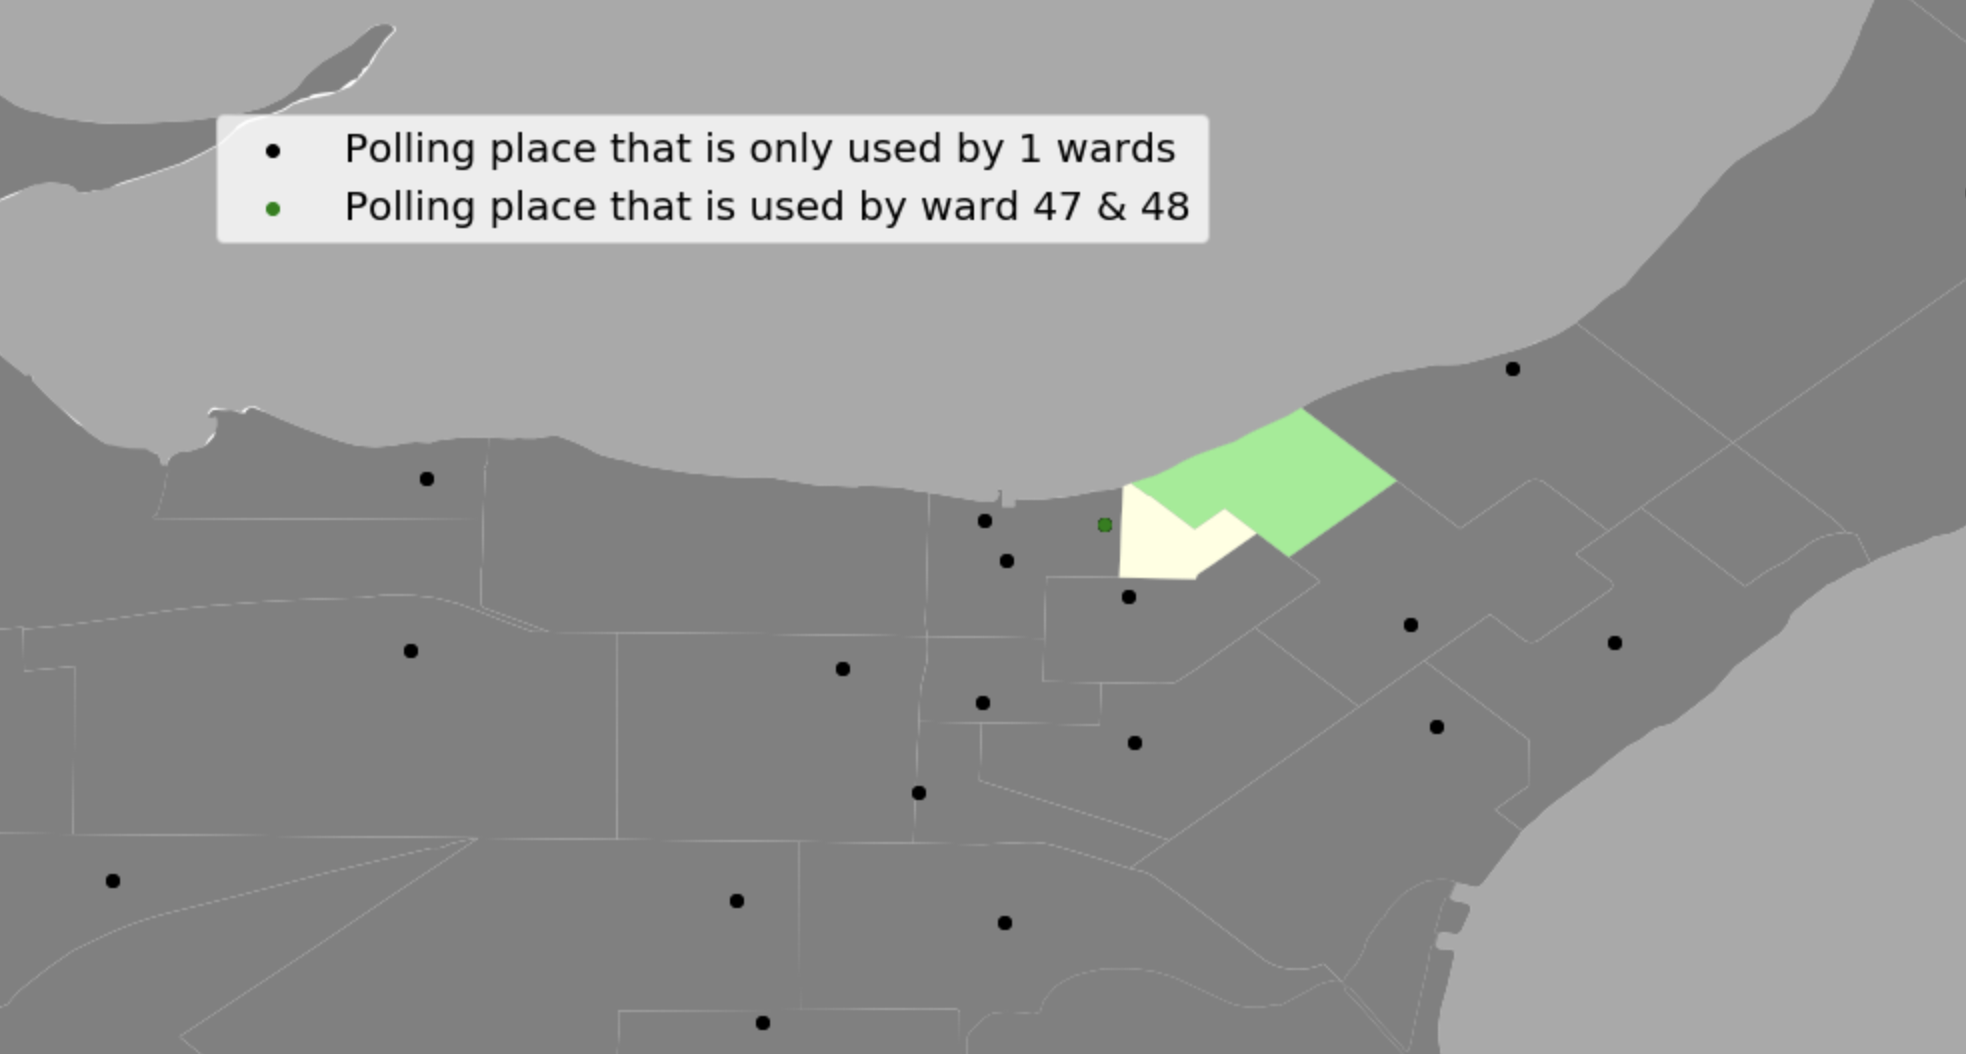 Polling place that is only used by 1 wards
Polling place that is used by ward 47 & 48